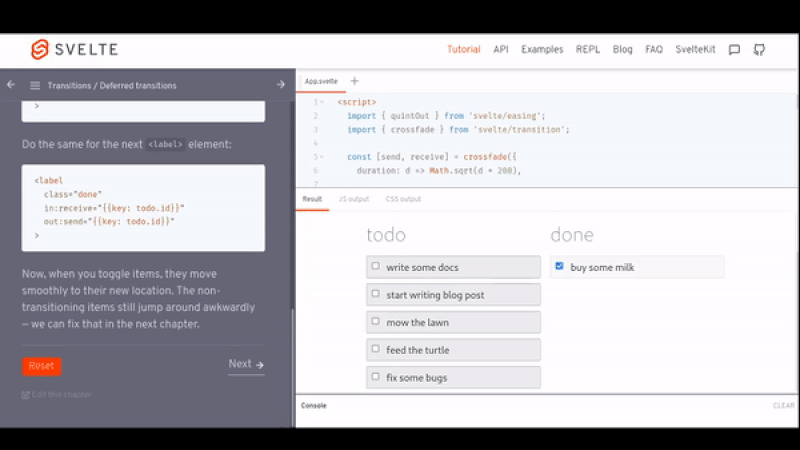 SVELTE
Tutorial API Examples REPL Blog FAQ SvelteKit
Transitions / Deferred transitions
>
Do the same for the next <label> element:
<label
class="done"
in:receive="{{key: todo.id}}"
out:send="{{key: todo.id}}"
>
Now, when you toggle items, they move
smoothly to their new location. The non-
transitioning items still jump around awkwardly
— we can fix that in the next chapter.
Reset
Next
Edit this chapter
App.svelte
1 <script>
2 import { quintOut } from 'svelte/easing';
3 import { crossfade } from 'svelte/transition';
4
5 const [send, receive] = crossfade({
6 duration: d => Math.sqrt(d * 200),
7
Result JS output CSS output
todo
write some docs
start writing blog post
mow the lawn
feed the turtle
fix some bugs
done
buy some milk
Console
CLEAR